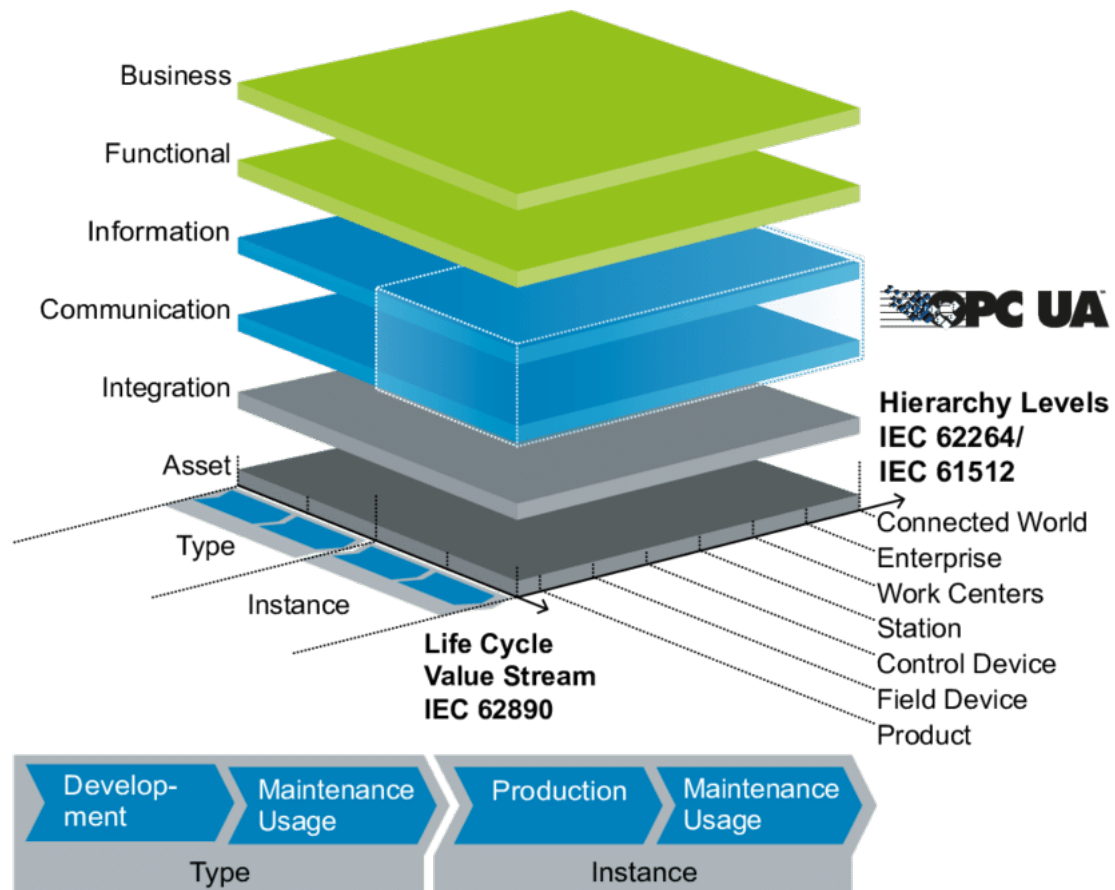 Business
Functional
Information
Communication
Integration
Asset
OPC UA™
Hierarchy Levels
IEC 62264/
IEC 61512
Connected World
Enterprise
Work Centers
Station
Control Device
Field Device
Product
Type
Instance
Life Cycle
Value Stream
IEC 62890
Develop-
ment
Maintenance
Usage
Production
Maintenance
Usage
Type
Instance